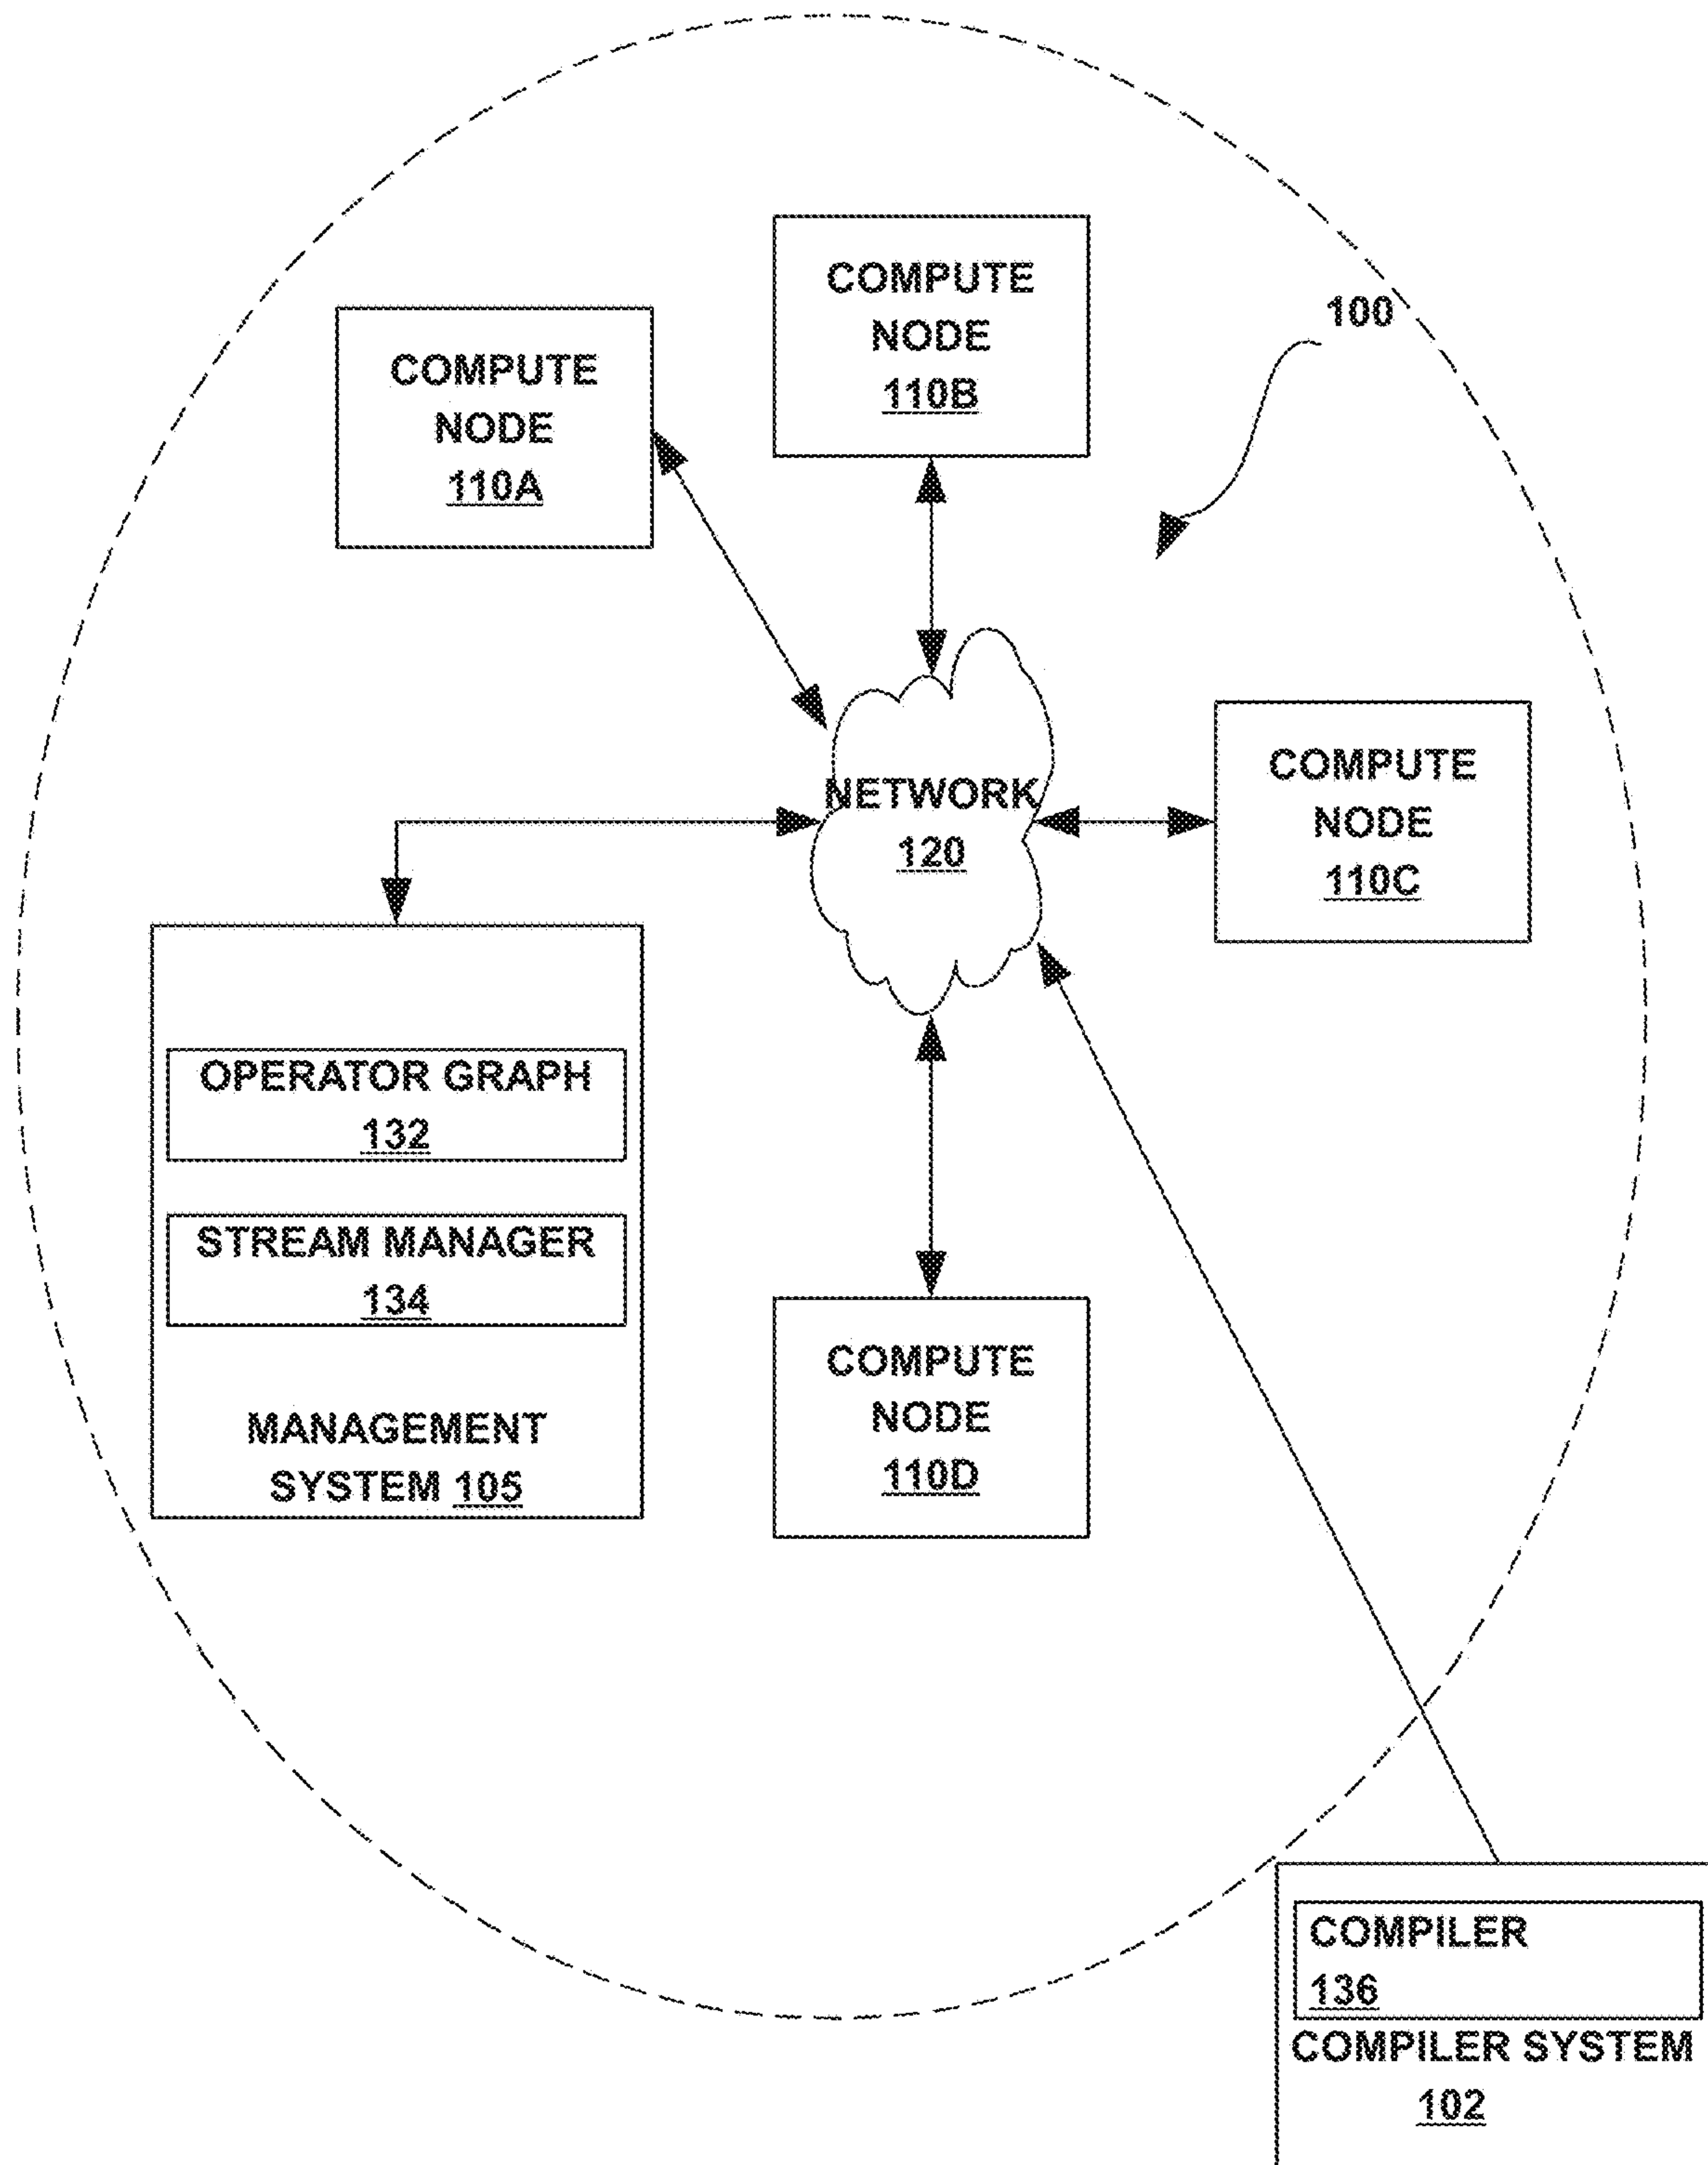 COMPUTE
NODE
110B
100
COMPUTE
NODE
110A
COMPUTE
NODE
110C
NETWORK
120
OPERATOR GRAPH
132
STREAM MANAGER
134
MANAGEMENT
SYSTEM 105
COMPUTE
NODE
110D
COMPILER
136
COMPILER SYSTEM
102